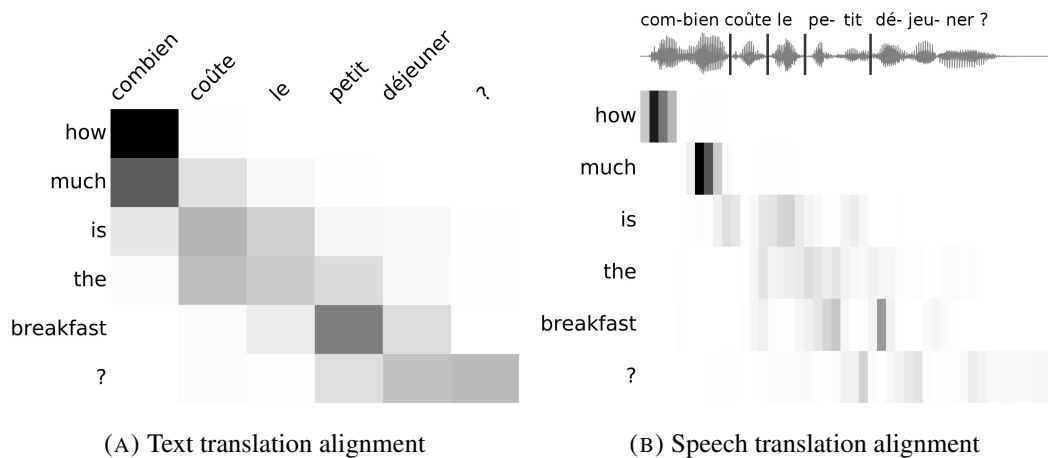 combien coûte le petit déjeuner ?
how
much
is
the
breakfast
?
(A) Text translation alignment
com-bien coûte le pe- tit dé- jeu- ner ?
how
much
is
the
breakfast
?
(B) Speech translation alignment